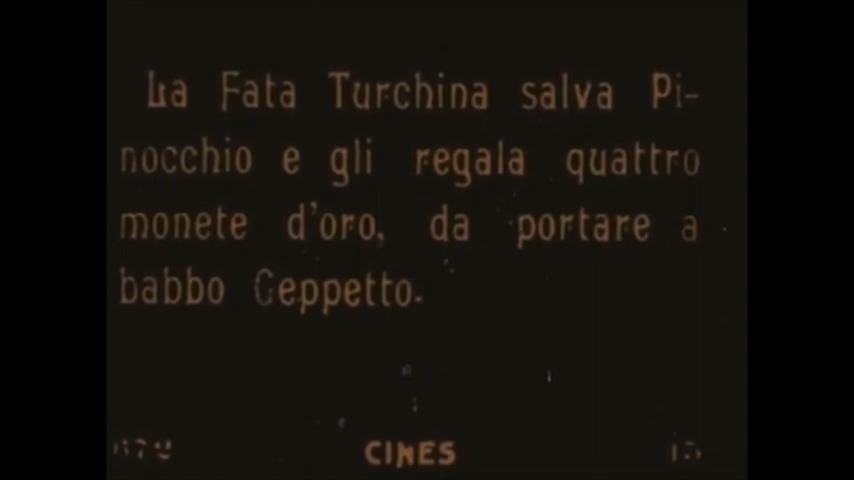 La Fata Turchina salva Pi-
nocchio e gli regala quattro
monete d'oro, da portare a
babbo Geppetto.
CINES